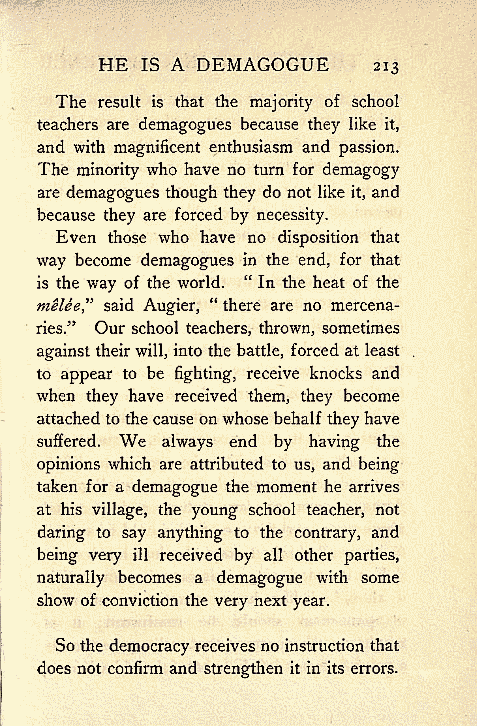 HE IS A DEMAGOGUE 213
The result is that the majority of school
teachers are demagogues because they like it,
and with magnificent enthusiasm and passion.
The minority who have no turn for demagogy
are demagogues though they do not like it, and
because they are forced by necessity.
Even those who have no disposition that
way become demagogues in the end, for that
is the way of the world. “ In the heat of the
mêlée,” said Augier, “ there are no mercena-
ries.” Our school teachers, thrown, sometimes
against their will, into the battle, forced at least
to appear to be fighting, receive knocks and
when they have received them, they become
attached to the cause on whose behalf they have
suffered. We always end by having the
opinions which are attributed to us, and being
taken for a demagogue the moment he arrives
at his village, the young school teacher, not
daring to say anything to the contrary, and
being very ill received by all other parties,
naturally becomes a demagogue with some
show of conviction the very next year.
So the democracy receives no instruction that
does not confirm and strengthen it in its errors.